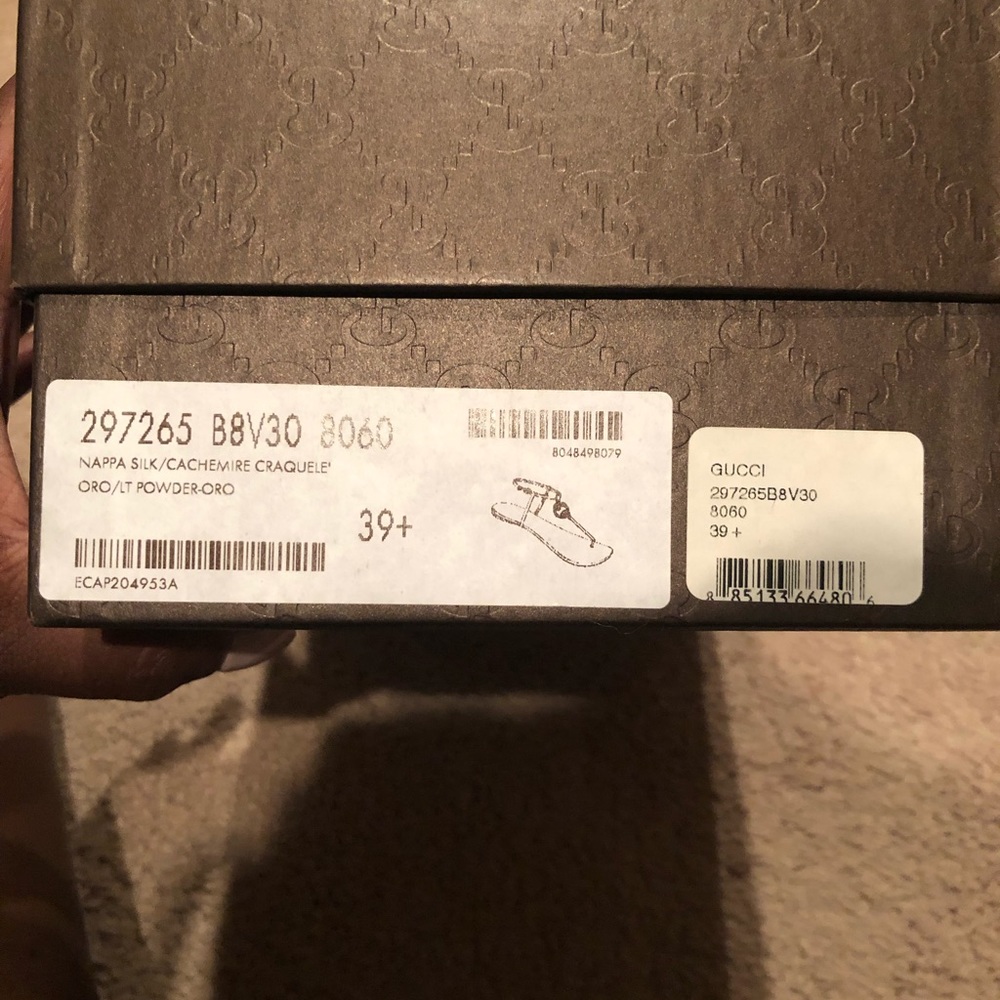 297265 B8V30 8060
NAPPA SILK/CACHEMIRE CRAQUELE'
ORO/LT POWDER-ORO
39+
ECAP204953A
8048498079
GUCCI
297265B8V30
8060
39 +
8 85133 66480 6